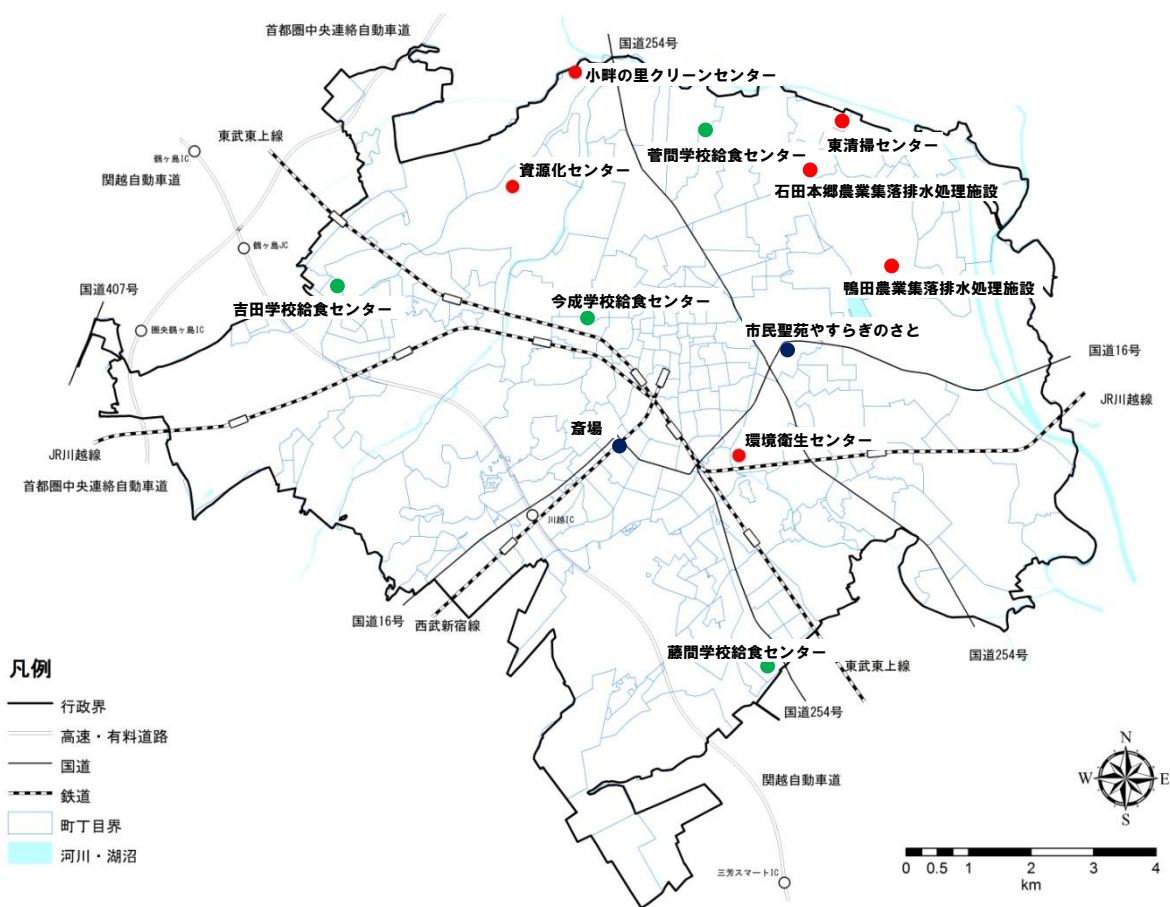 首都圏中央連絡自動車道
国道254号
小畔の里クリーンセンター
東武東上線
鶴ヶ島IC
関越自動車道
菅間学校給食センター
東清掃センター
資源化センター
石田本郷農業集落排水処理施設
鶴ヶ島JC
国道407号
吉田学校給食センター
今成学校給食センター
鴨田農業集落排水処理施設
圏央鶴ヶ島IC
市民聖苑やすらぎのさと
国道16号
JR川越線
斎場
環境衛生センター
JR川越線
首都圏中央連絡自動車道
川越IC
国道16号
西武新宿線
藤間学校給食センター
東武東上線
国道254号
国道254号
関越自動車道
三芳スマートIC
凡例
行政界
高速・有料道路
国道
鉄道
町丁目界
河川・湖沼
N
W
E
S
0 0.5 1 2 3 4
km